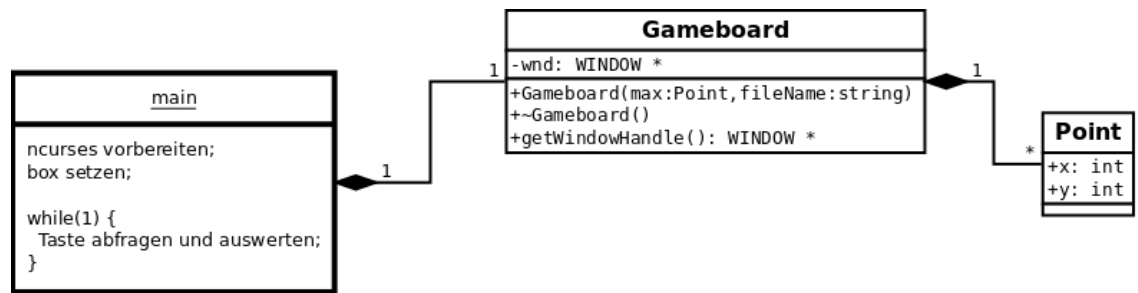 main
ncurses vorbereiten;
box setzen;
while(1) {
Taste abfragen und auswerten;
}
1
1
Gameboard
-wnd: WINDOW *
+Gameboard(max:Point,fileName:string)
+~Gameboard()
+getWindowHandle(): WINDOW *
1
*
Point
+x: int
+y: int